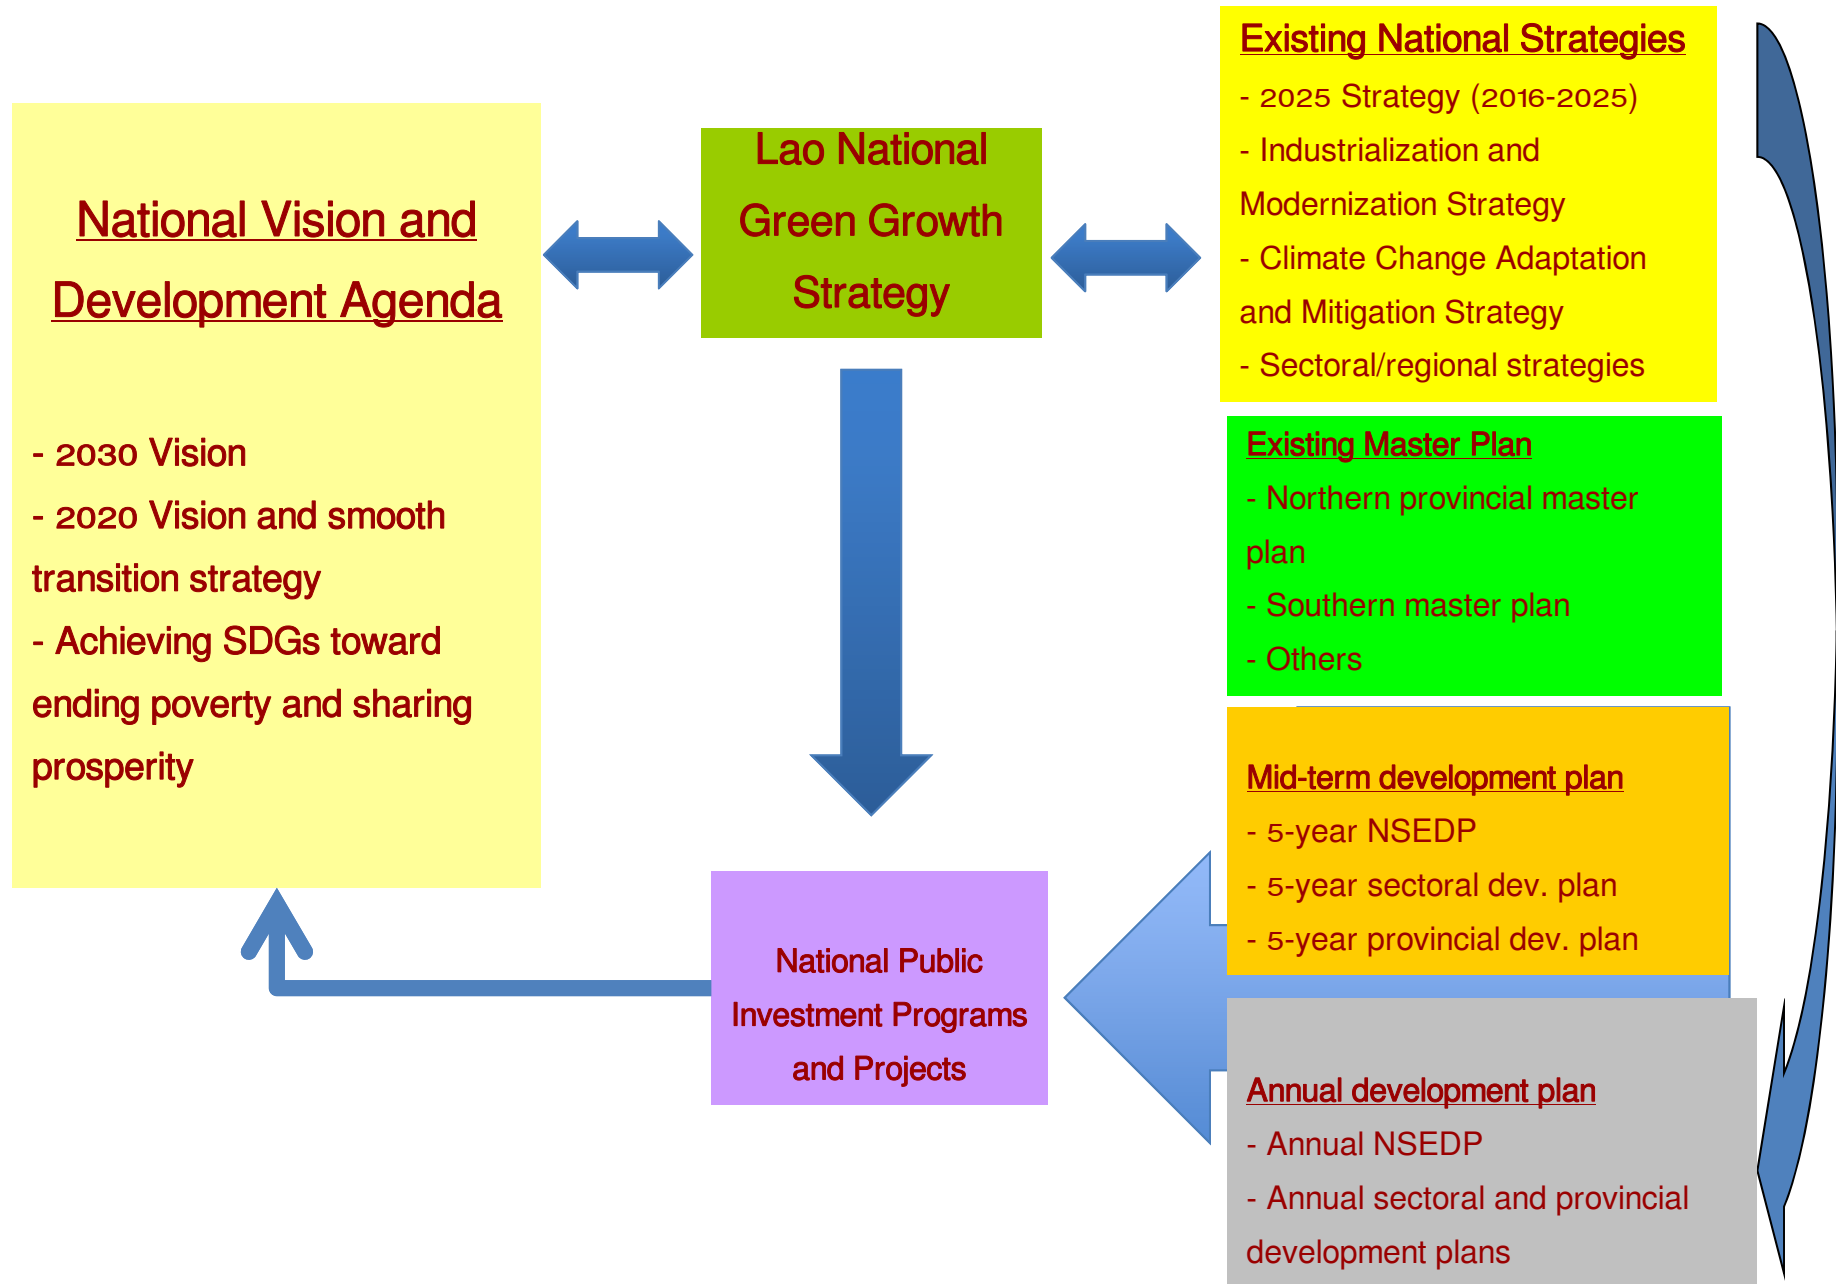 National Vision and
Development Agenda
- 2030 Vision
- 2020 Vision and smooth
transition strategy
- Achieving SDGs toward
ending poverty and sharing
prosperity
Lao National
Green Growth
Strategy
National Public
Investment Programs
and Projects
Existing National Strategies
- 2025 Strategy (2016-2025)
- Industrialization and
Modernization Strategy
- Climate Change Adaptation
and Mitigation Strategy
- Sectoral/regional strategies
Existing Master Plan
- Northern provincial master
plan
- Southern master plan
- Others
Mid-term development plan
- 5-year NSEDP
- 5-year sectoral dev. plan
- 5-year provincial dev. plan
Annual development plan
- Annual NSEDP
- Annual sectoral and provincial
development plans